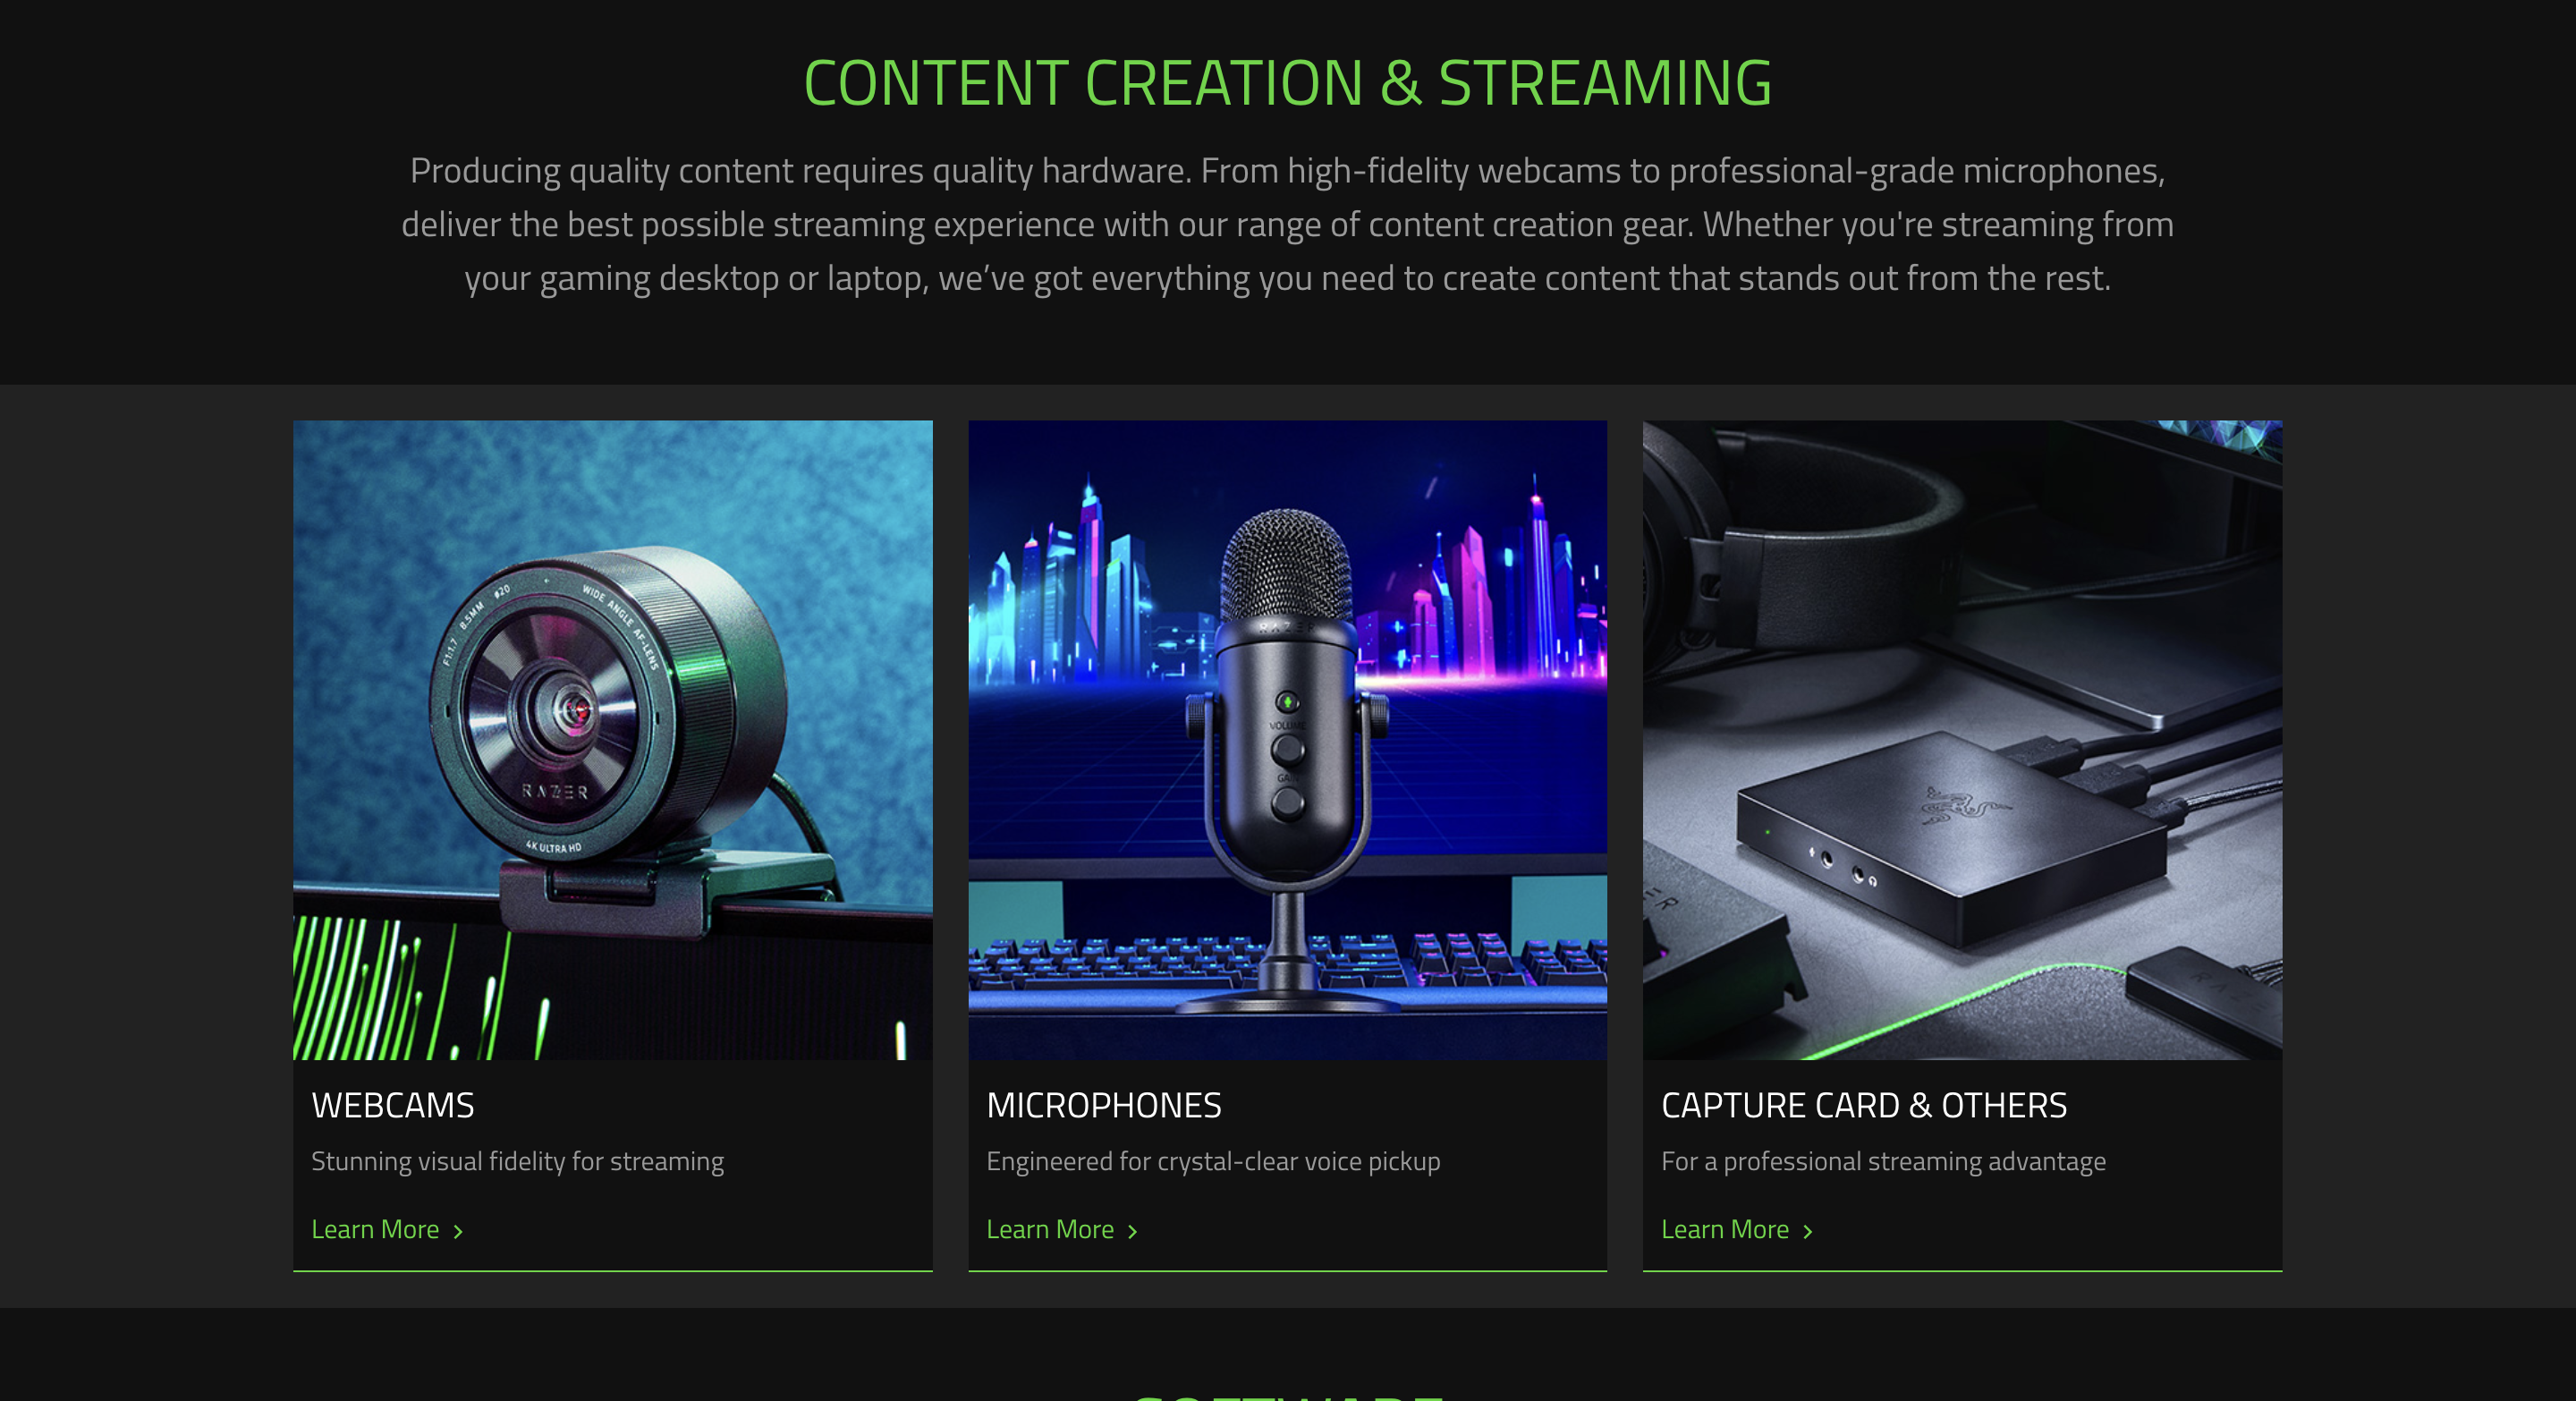 CONTENT CREATION & STREAMING
Producing quality content requires quality hardware. From high-fidelity webcams to professional-grade microphones,
deliver the best possible streaming experience with our range of content creation gear. Whether you're streaming from
your gaming desktop or laptop, we’ve got everything you need to create content that stands out from the rest.
F1:1.7 8.5MM ø20 WIDE ANGLE AF-LENS
RAZER
4K ULTRA HD
WEBCAMS
Stunning visual fidelity for streaming
Learn More
RAZER
VOLUME
GAIN
MICROPHONES
Engineered for crystal-clear voice pickup
Learn More
CAPTURE CARD & OTHERS
For a professional streaming advantage
Learn More